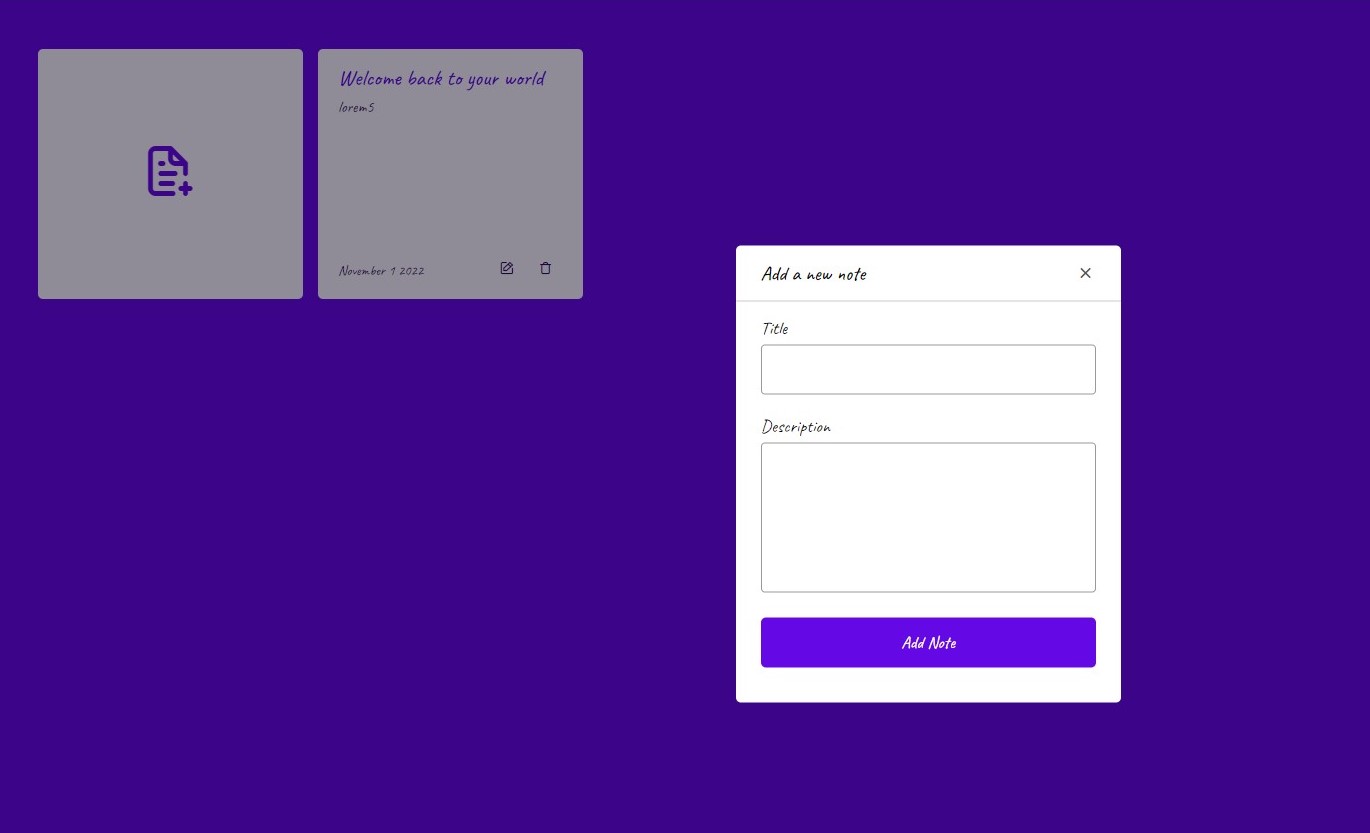 Welcome back to your world
lorem5
November 1 2022
Add a new note
Title
Description
Add Note